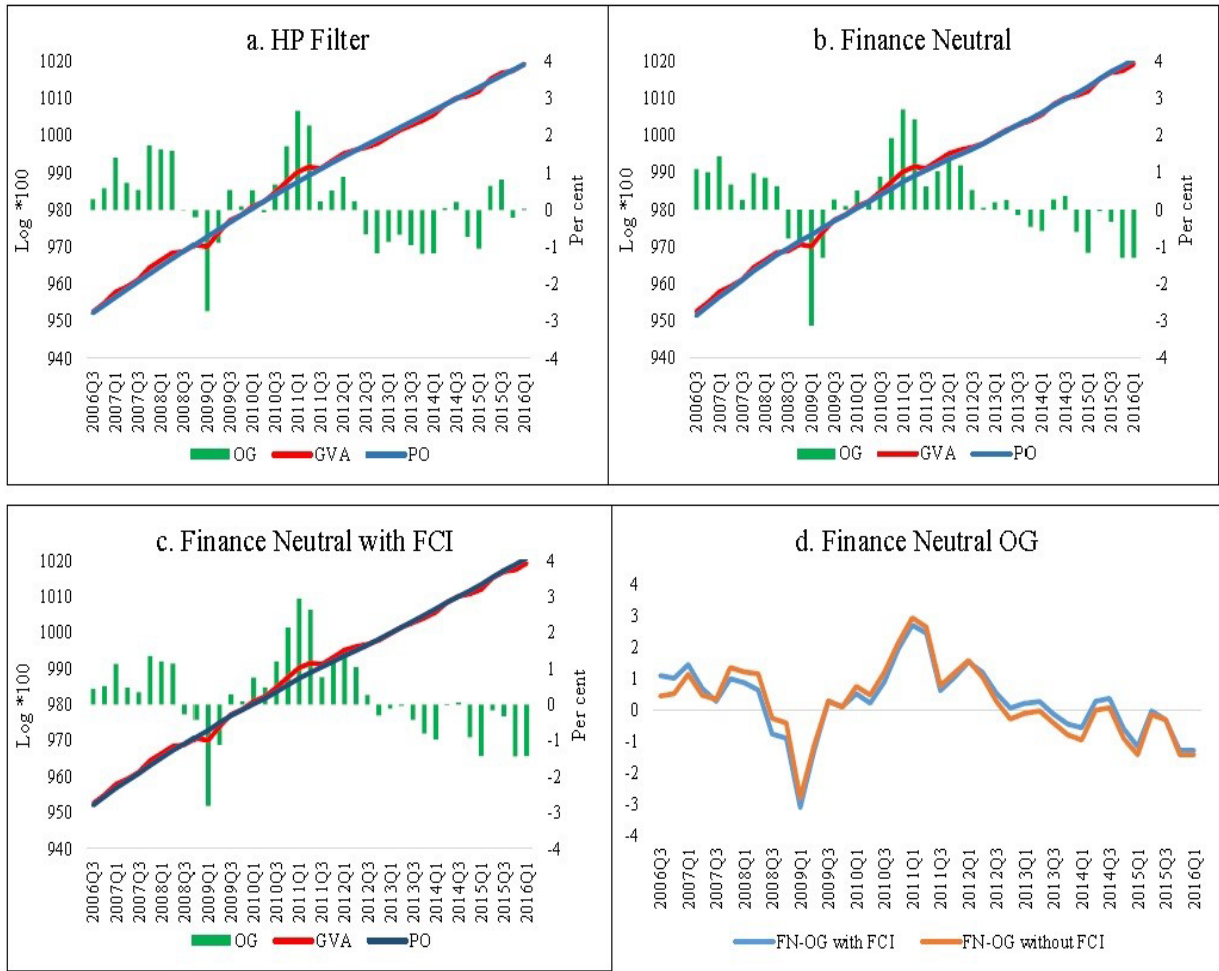 a. HP Filter
Log *100
1020
1010
1000
990
980
970
960
950
940
4
3
2
1
0
-1
-2
-3
-4
Per cent
2006Q3
2007Q1
2007Q3
2008Q1
2008Q3
2009Q1
2009Q3
2010Q1
2010Q3
2011Q1
2011Q3
2012Q1
2012Q3
2013Q1
2013Q3
2014Q1
2014Q3
2015Q1
2015Q3
2016Q1
OG GVA PO
b. Finance Neutral
Log *100
1020
1010
1000
990
980
970
960
950
940
4
3
2
1
0
-1
-2
-3
-4
Per cent
2006Q3
2007Q1
2007Q3
2008Q1
2008Q3
2009Q1
2009Q3
2010Q1
2010Q3
2011Q1
2011Q3
2012Q1
2012Q3
2013Q1
2013Q3
2014Q1
2014Q3
2015Q1
2015Q3
2016Q1
OG GVA PO
c. Finance Neutral with FCI
Log *100
1020
1010
1000
990
980
970
960
950
940
4
3
2
1
0
-1
-2
-3
-4
Per cent
2006Q3
2007Q1
2007Q3
2008Q1
2008Q3
2009Q1
2009Q3
2010Q1
2010Q3
2011Q1
2011Q3
2012Q1
2012Q3
2013Q1
2013Q3
2014Q1
2014Q3
2015Q1
2015Q3
2016Q1
OG GVA PO
d. Finance Neutral OG
4
3
2
1
0
-1
-2
-3
-4
2006Q3
2007Q1
2007Q3
2008Q1
2008Q3
2009Q1
2009Q3
2010Q1
2010Q3
2011Q1
2011Q3
2012Q1
2012Q3
2013Q1
2013Q3
2014Q1
2014Q3
2015Q1
2015Q3
2016Q1
FN-OG with FCI FN-OG without FCI